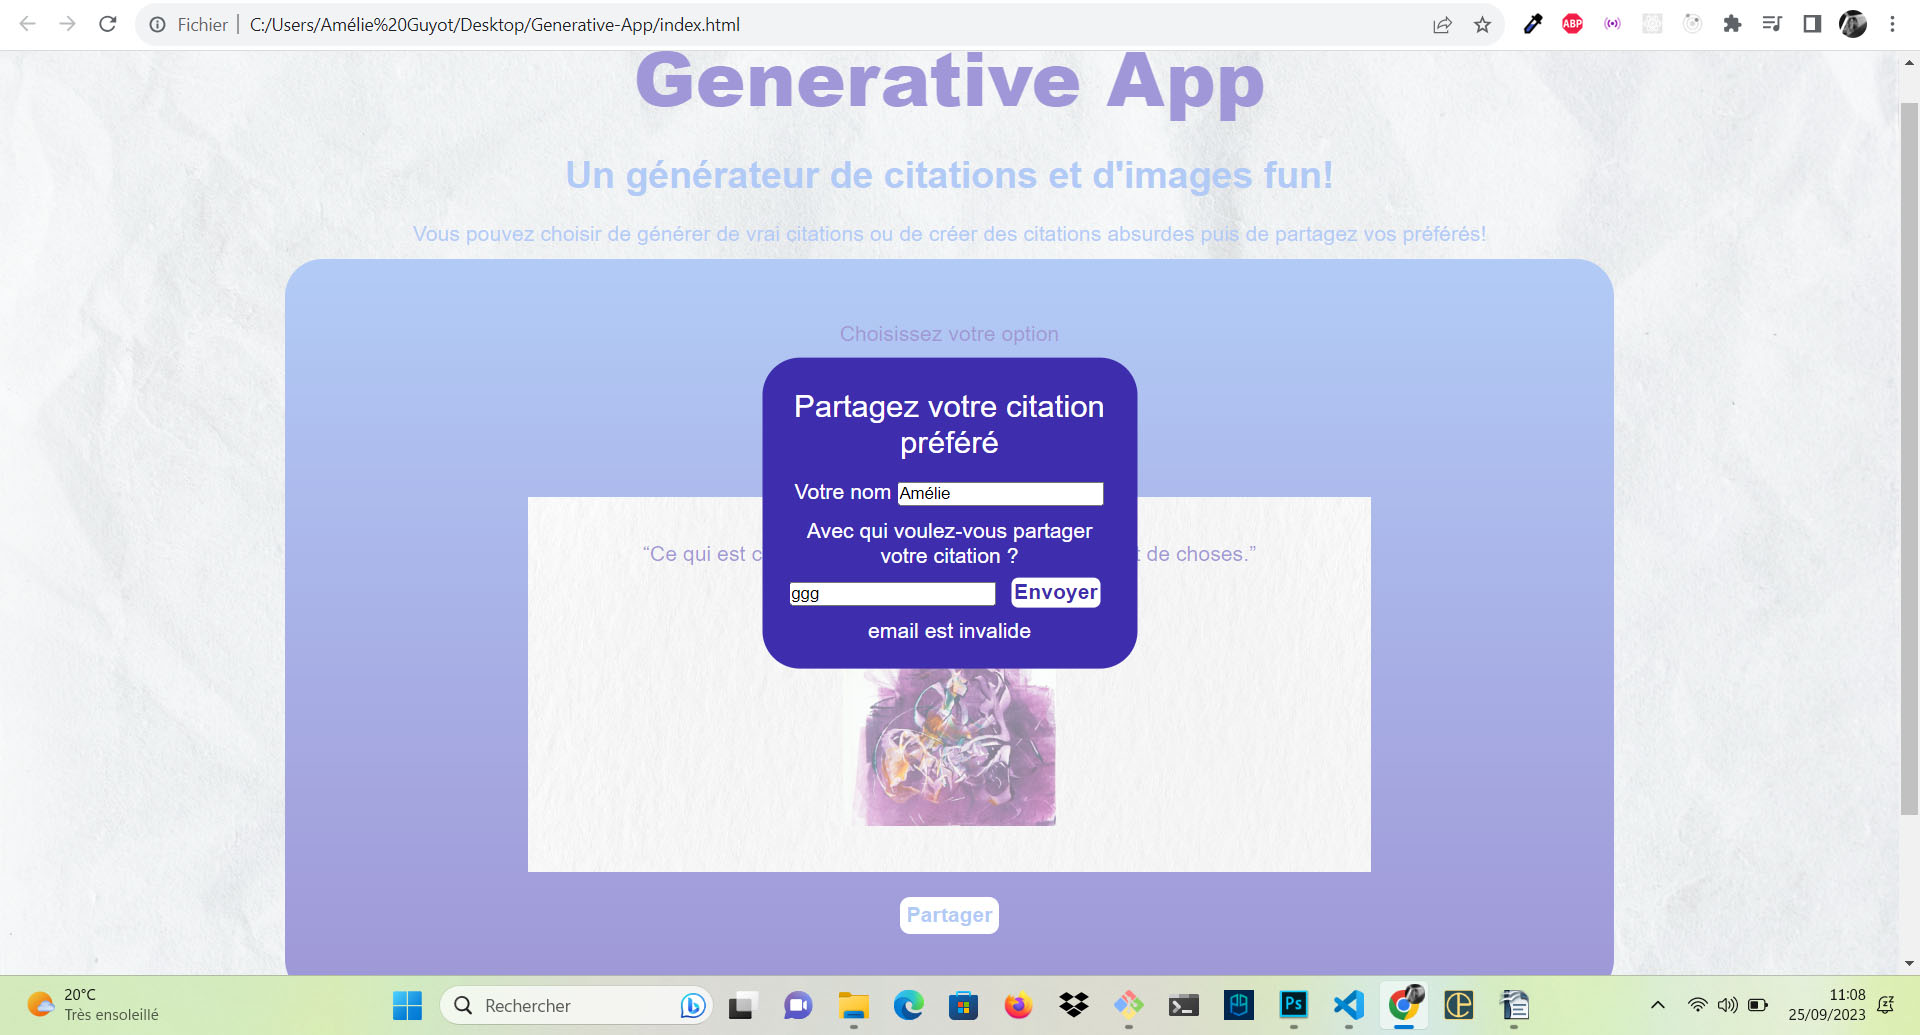 Fichier | C:/Users/Amélie%20Guyot/Desktop/Generative-App/index.html
ABP
Generative App
Un générateur de citations et d'images fun!
Vous pouvez choisir de générer de vrai citations ou de créer des citations absurdes puis de partagez vos préférés!
Choisissez votre option
Partagez votre citation
préféré
Votre nom Amélie
Avec qui voulez-vous partager
votre citation ?
“Ce qui est c
t de choses.”
ggg Envoyer
email est invalide
Partager
20°C
Très ensoleillé
Rechercher
Ps
11:08
25/09/2023